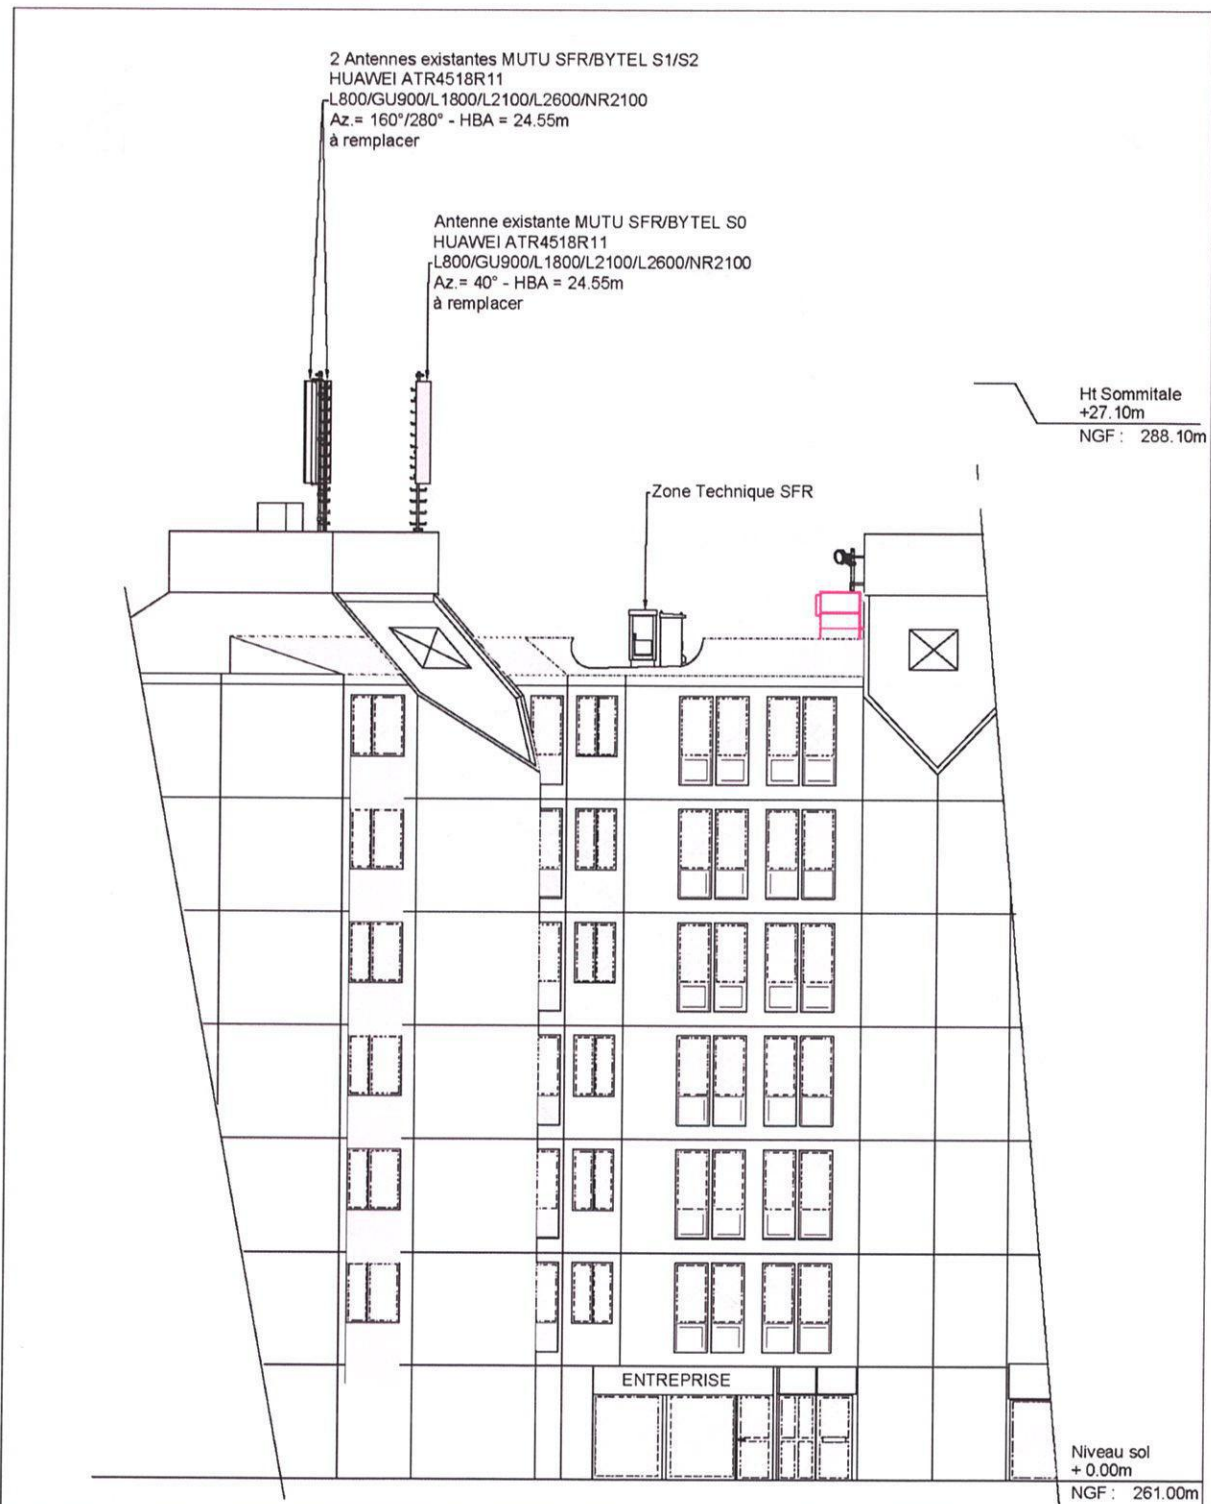 2 Antennes existantes MUTU SFR/BYTEL S1/S2
HUAWEI ATR4518R11
L800/GU900/L1800/L2100/L2600/NR2100
Az.= 160°/280° - HBA = 24.55m
à remplacer
Antenne existante MUTU SFR/BYTEL S0
HUAWEI ATR4518R11
L800/GU900/L1800/L2100/L2600/NR2100
Az.= 40° - HBA = 24.55m
à remplacer
Ht Sommitale
+27.10m
NGF : 288.10m
Zone Technique SFR
ENTREPRISE
Niveau sol
+ 0.00m
NGF : 261.00m